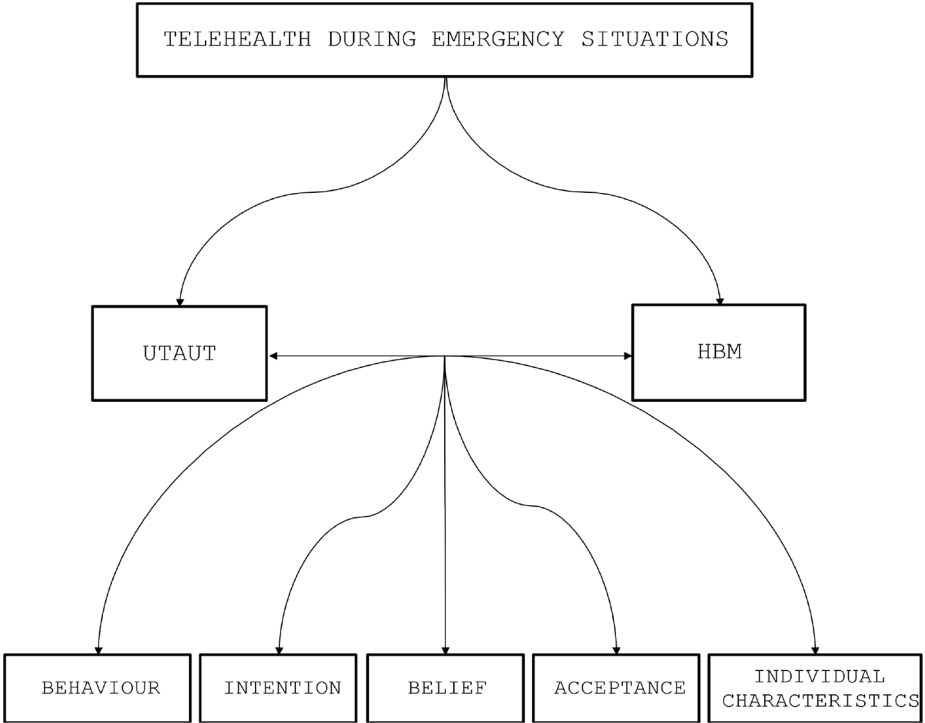 TELEHEALTH DURING EMERGENCY SITUATIONS
UTAUT
HBM
BEHAVIOUR
INTENTION
BELIEF
ACCEPTANCE
INDIVIDUAL
CHARACTERISTICS